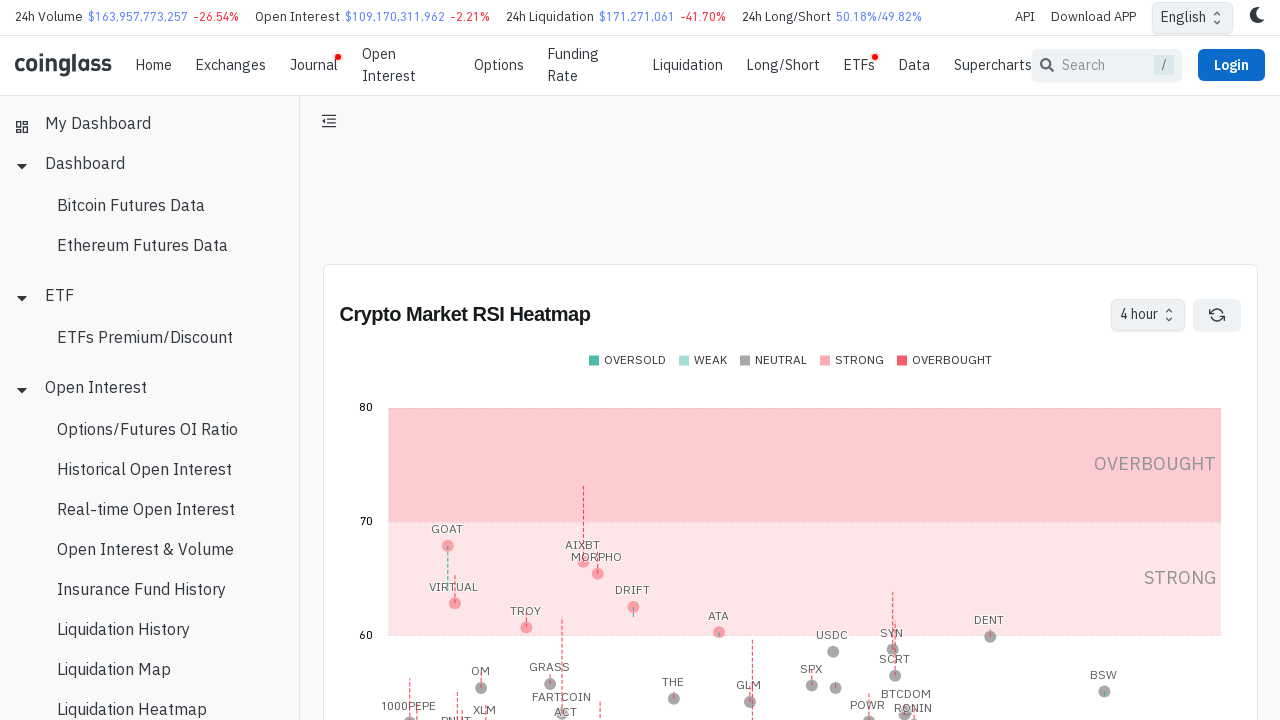 24h Volume $163,957,773,257 -26.54% Open Interest $109,170,311,962 -2.21% 24h Liquidation $171,271,061 -41.70% 24h Long/Short 50.18%/49.82% API Download APP English
coinglass Home Exchanges Journal Open Interest Options Funding Rate Liquidation Long/Short ETFs Data Supercharts Search / Login
My Dashboard
Dashboard
Bitcoin Futures Data
Ethereum Futures Data
ETF
ETFs Premium/Discount
Open Interest
Options/Futures OI Ratio
Historical Open Interest
Real-time Open Interest
Open Interest & Volume
Insurance Fund History
Liquidation History
Liquidation Map
Liquidation Heatmap
Crypto Market RSI Heatmap 4 hour
OVERSOLD WEAK NEUTRAL STRONG OVERBOUGHT
80
OVERBOUGHT
70
GOAT
AIXBT
MORPHO
STRONG
VIRTUAL
DRIFT
TROY
ATA
DENT
60
USDC
SYN
SCRT
GRASS
OM
SPX
BSW
THE
GLM
FARTCOIN
BTCDOM
1000PEPE
POWR
XLM
ACT
RONIN